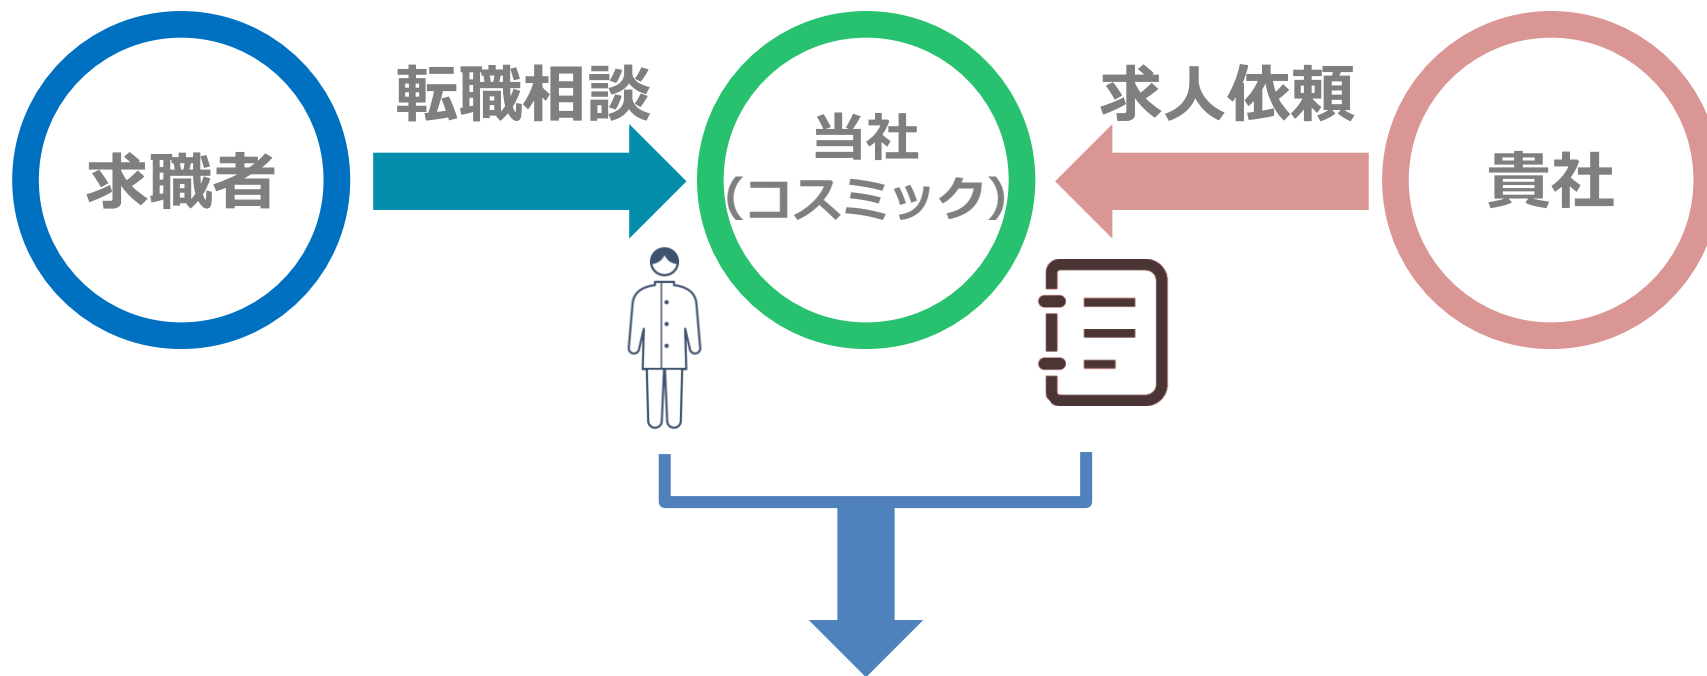 転職相談
求人依頼
求職者
当社
(コスミック)
貴社